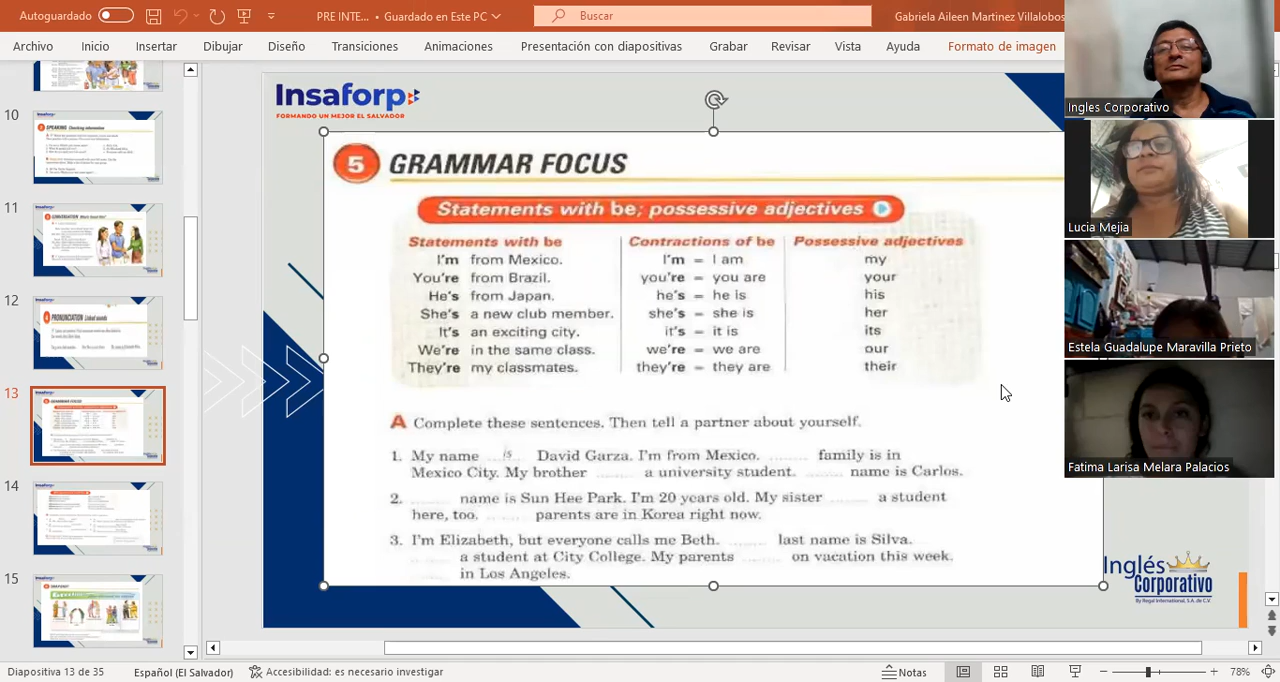 Autoguardado
PRE INTE... • Guardado en Este PC
Buscar
Gabriela Aileen Martinez Villalobos
Archivo Inicio Insertar Dibujar Diseño Transiciones Animaciones Presentación con diapositivas Grabar Revisar Vista Ayuda Formato de imagen
10
11
12
13
14
15
Insaforp
FORMANDO UN MEJOR EL SALVADOR
5 GRAMMAR FOCUS
Statements with be; possessive adjectives
Statements with be Contractions of be Possessive adjectives
I'm from Mexico. I'm = I am my
You're from Brazil. you're = you are your
He's from Japan. he's = he is his
She's a new club member. she's = she is her
It's an exciting city. it's = it is its
We're in the same class. we're = we are our
They're my classmates. they're = they are their
A Complete these sentences. Then tell a partner about yourself.
1. My name is David Garza. I'm from Mexico. ........ family is in
Mexico City. My brother ........ a university student. ........ name is Carlos.
2. ........ name is Sun Hee Park. I'm 20 years old. My sister ........ a student
here, too. ........ parents are in Korea right now.
3. I'm Elizabeth, but everyone calls me Beth. ........ last name is Silva.
........ a student at City College. My parents ........ on vacation this week.
........ in Los Angeles.
Inglés
Corporativo
By Regal International, S.A. de C.V.
Ingles Corporativo
Lucia Mejia
Estela Guadalupe Maravilla Prieto
Fatima Larisa Melara Palacios
Diapositiva 13 de 35
Español (El Salvador)
Accesibilidad: es necesario investigar
Notas
78%